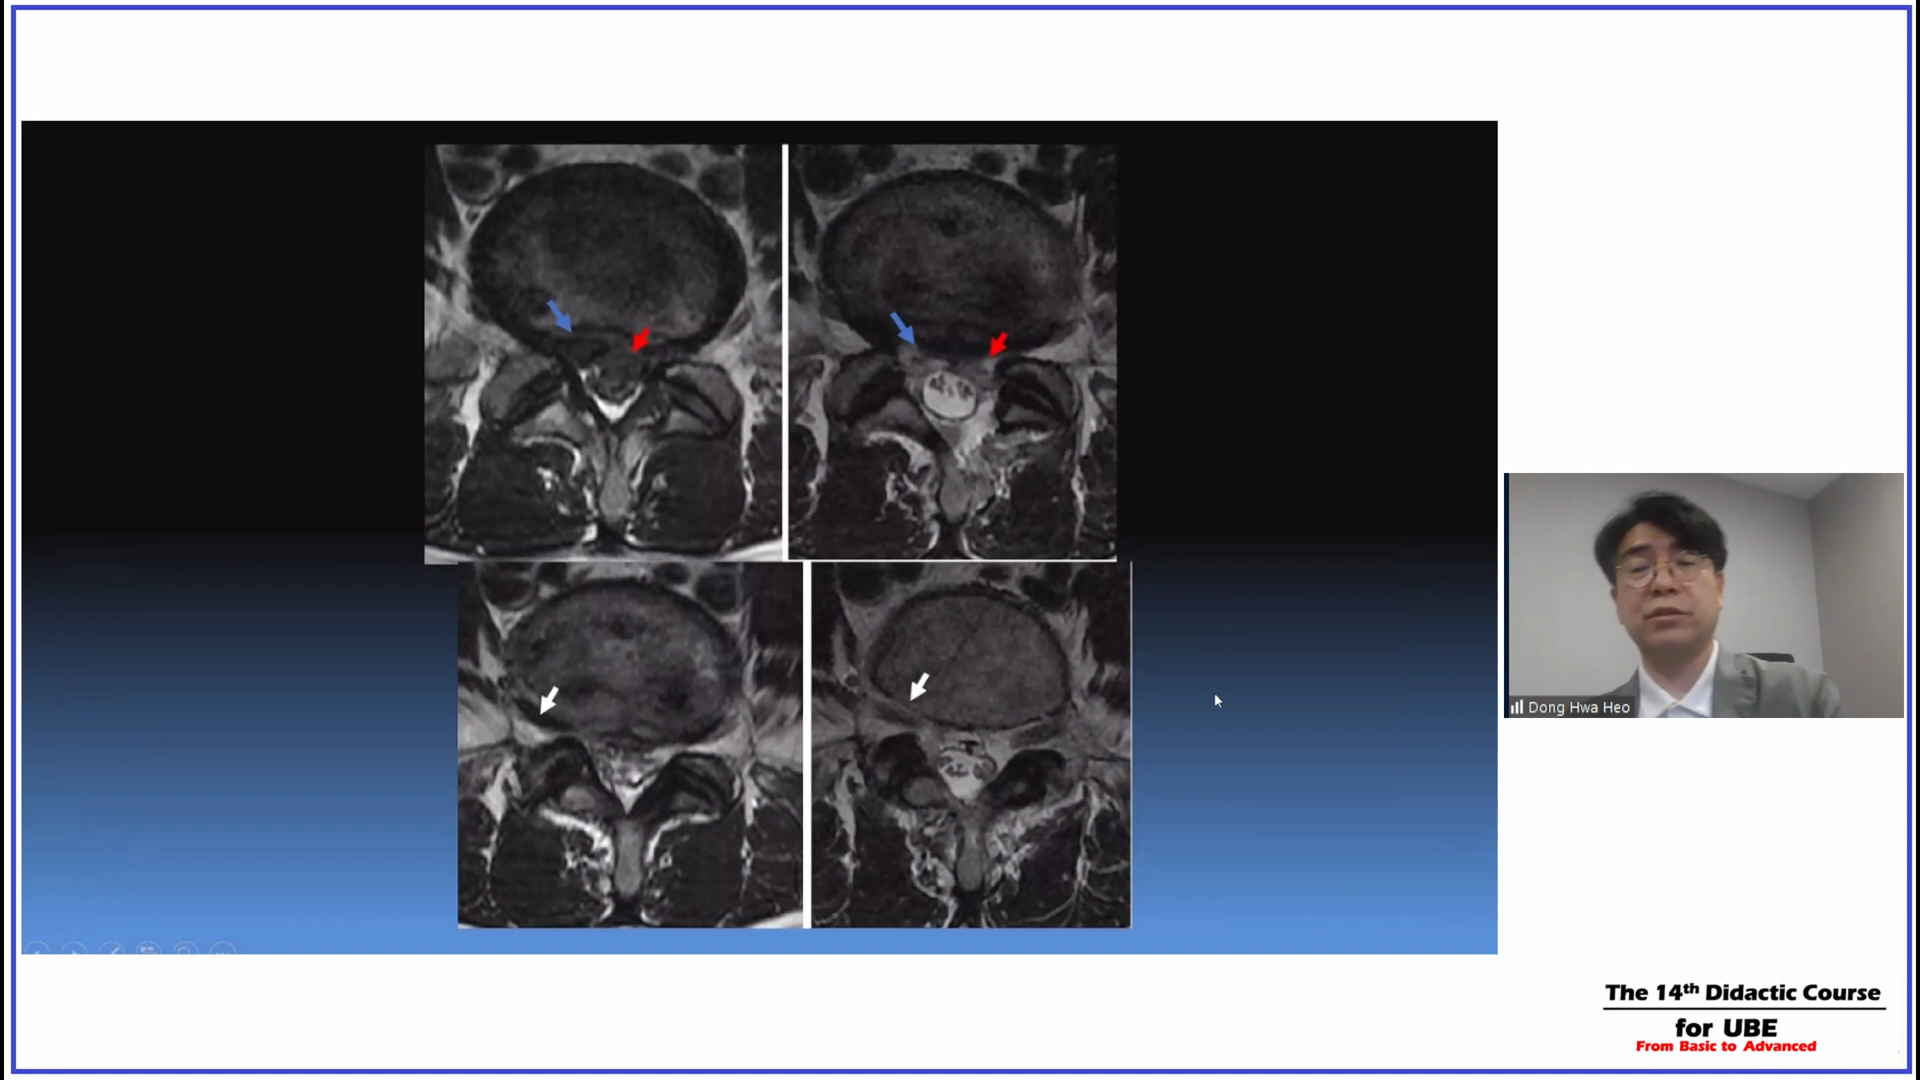 Dong Hwa Heo
The 14th Didactic Course
for UBE
From Basic to Advanced